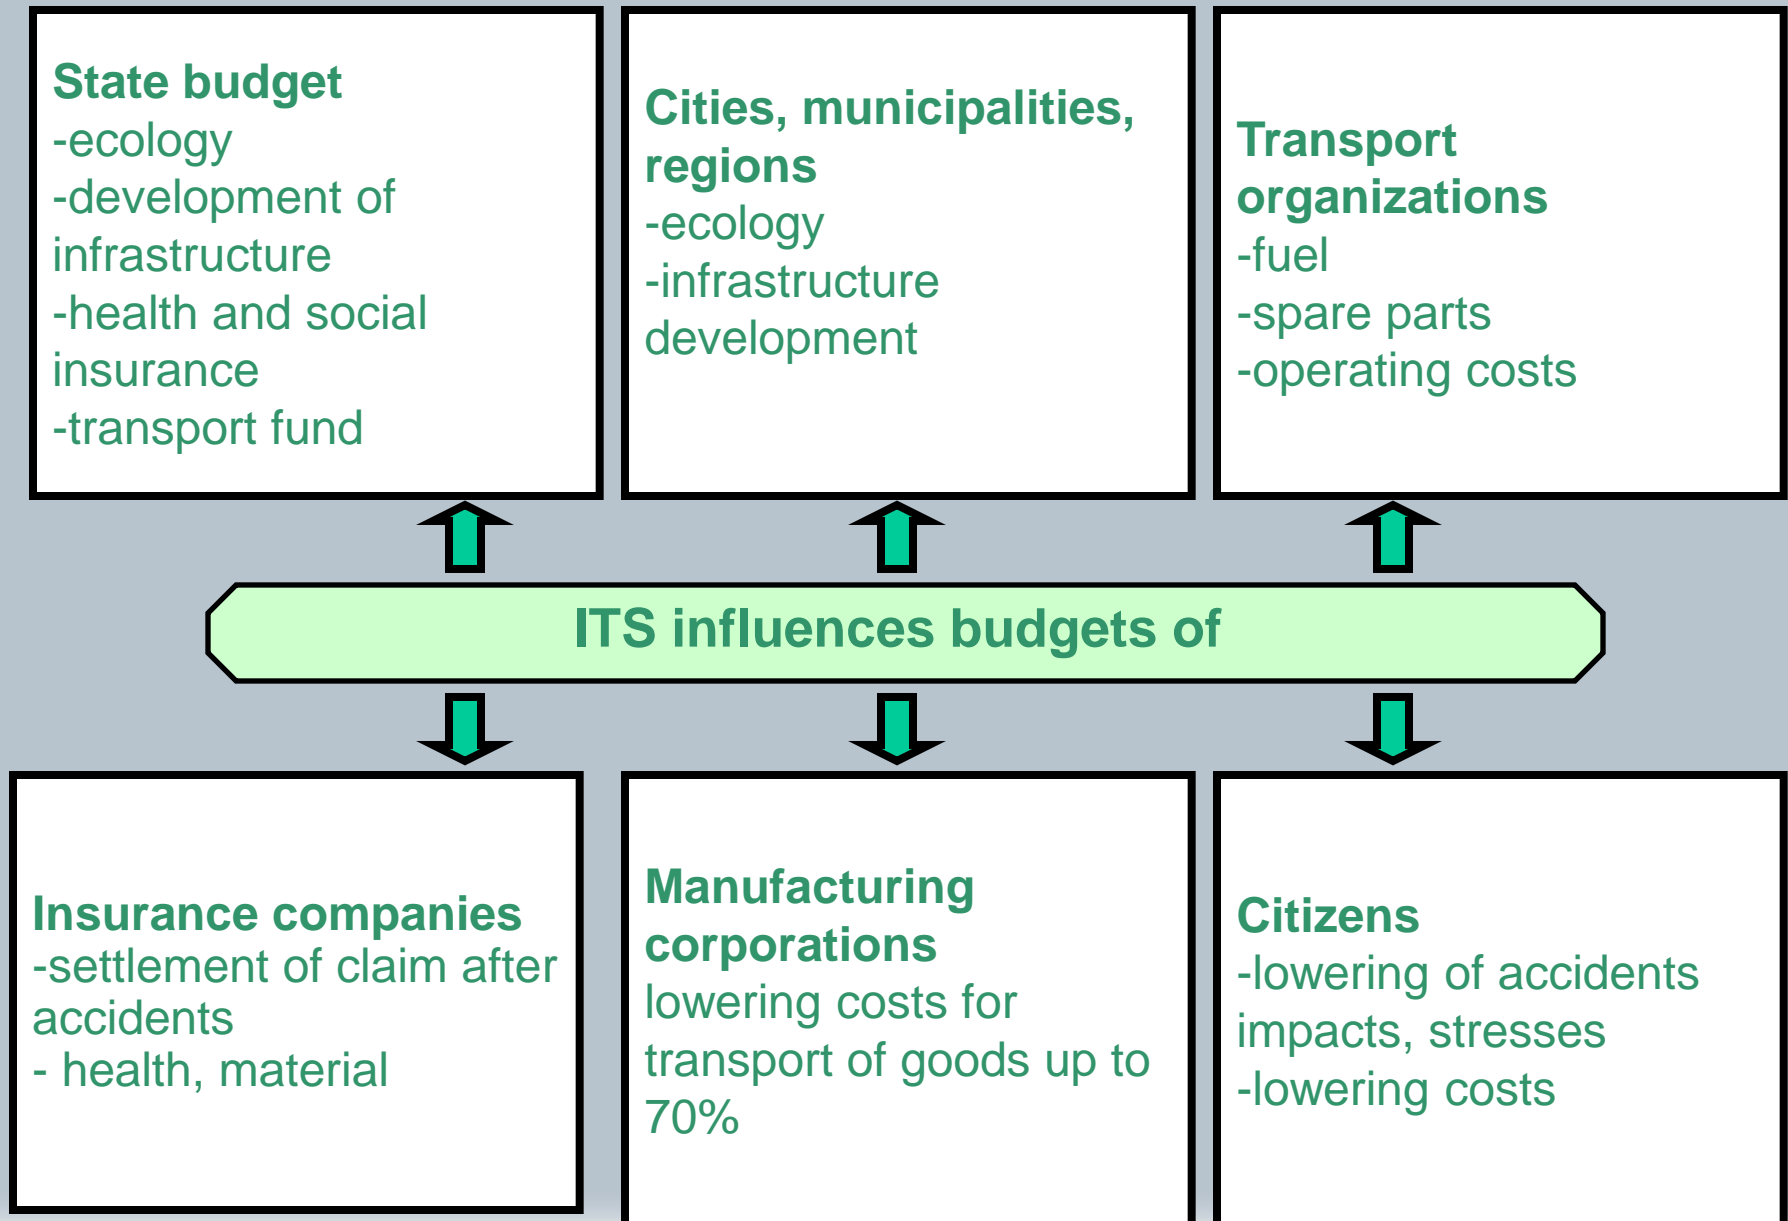 State budget
-ecology
-development of
infrastructure
-health and social
insurance
-transport fund
Cities, municipalities,
regions
-ecology
-infrastructure
development
Transport
organizations
-fuel
-spare parts
-operating costs
ITS influences budgets of
Insurance companies
-settlement of claim after
accidents
- health, material
Manufacturing
corporations
lowering costs for
transport of goods up to
70%
Citizens
-lowering of accidents
impacts, stresses
-lowering costs